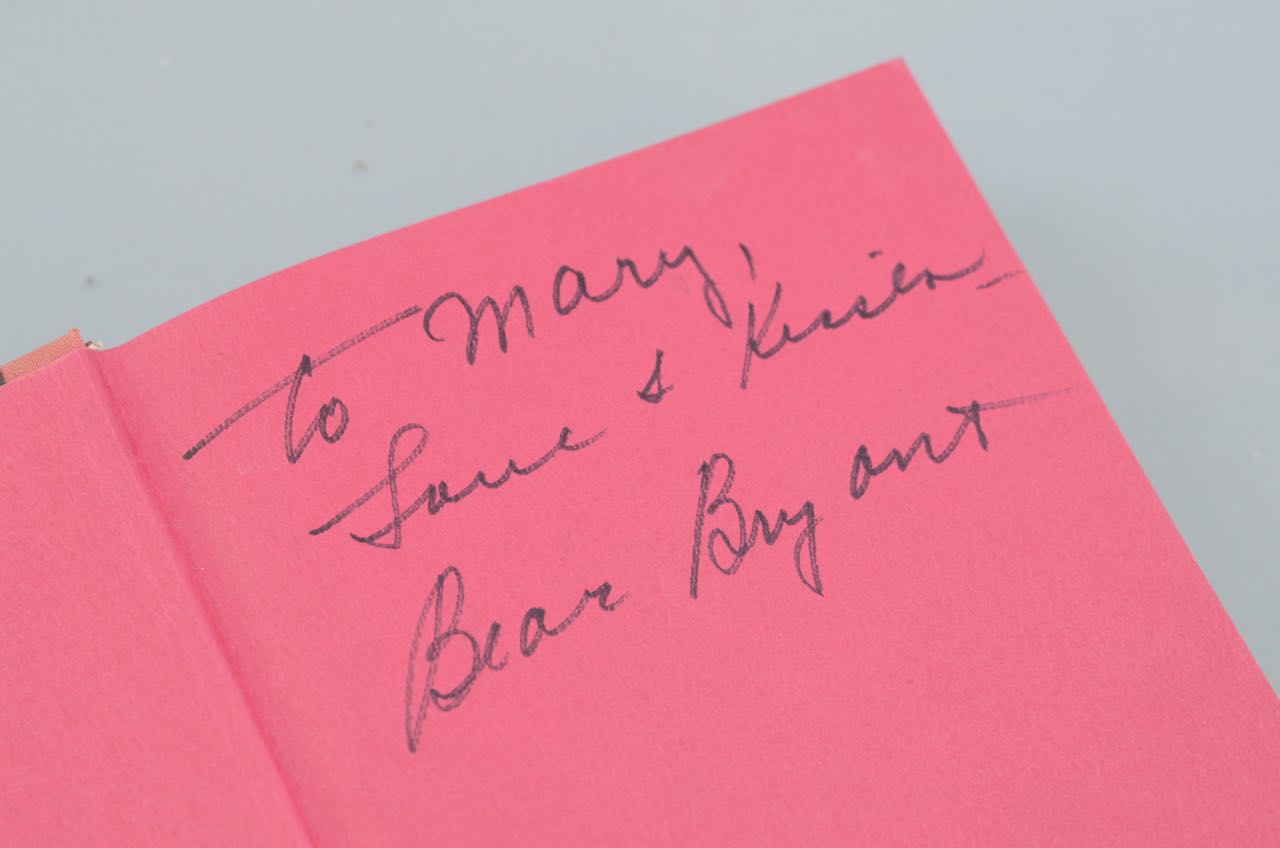 To Mary,
Love & Kisses -
Bear Bryant